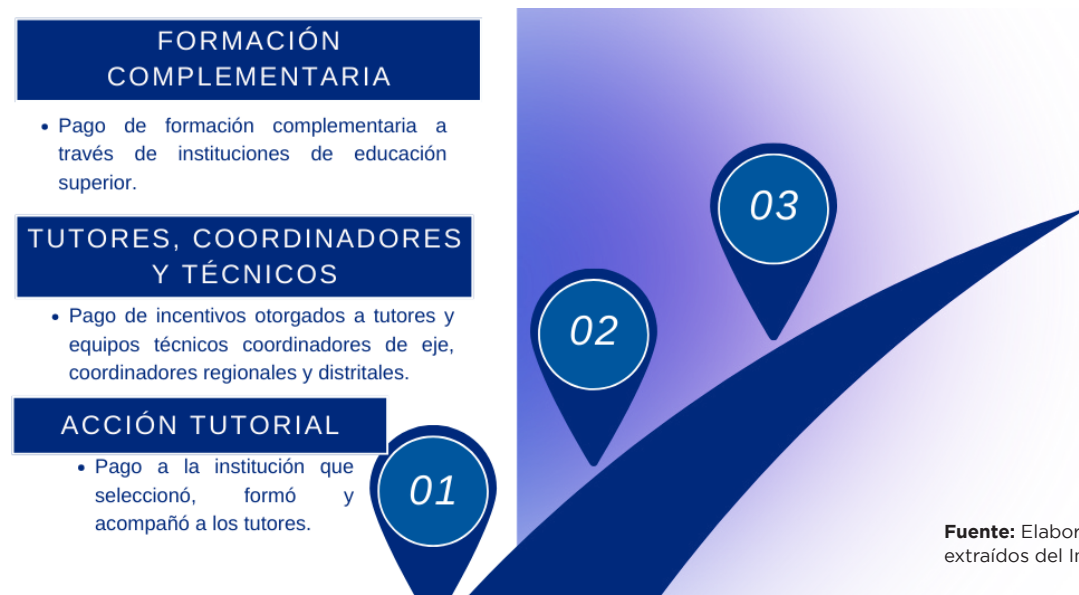 FORMACIÓN
COMPLEMENTARIA
• Pago de formación complementaria a
través de instituciones de educación
superior.
TUTORES, COORDINADORES
Y TÉCNICOS
• Pago de incentivos otorgados a tutores y
equipos técnicos coordinadores de eje,
coordinadores regionales y distritales.
ACCIÓN TUTORIAL
• Pago a la institución que
seleccionó, formó y
acompañó a los tutores.
01
02
03
Fuente:
extraídos del